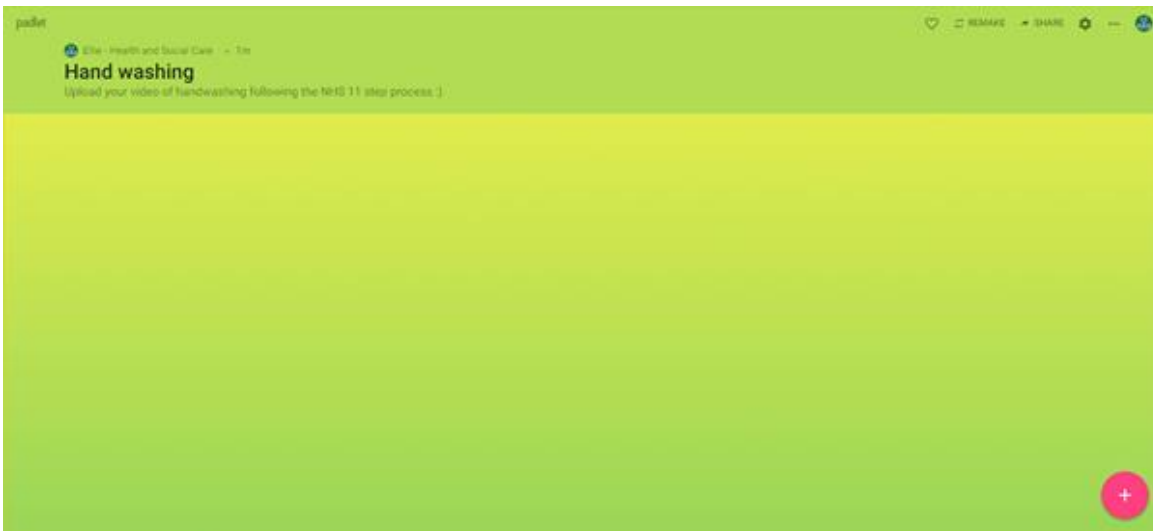 padlet
REMAKE SHARE
Ellie - Health and Social Care • 1m
Hand washing
Upload your video of handwashing following the NHS 11 step process :)